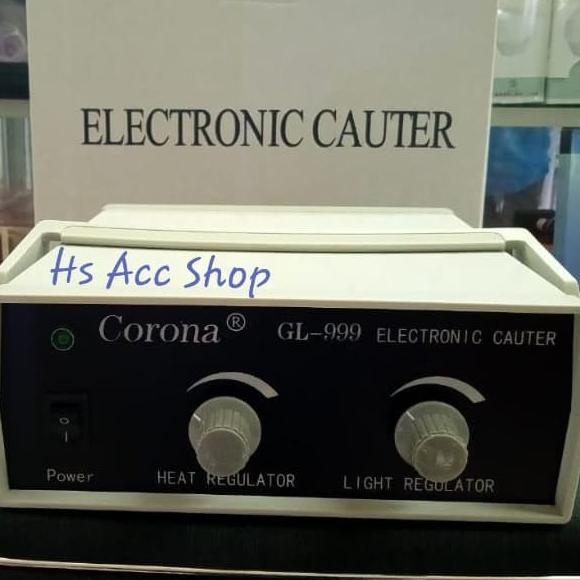 ELECTRONIC CAUTER
Hs Acc Shop
Corona® GL-999 ELECTRONIC CAUTER
O
I
Power HEAT REGULATOR LIGHT REGULATOR